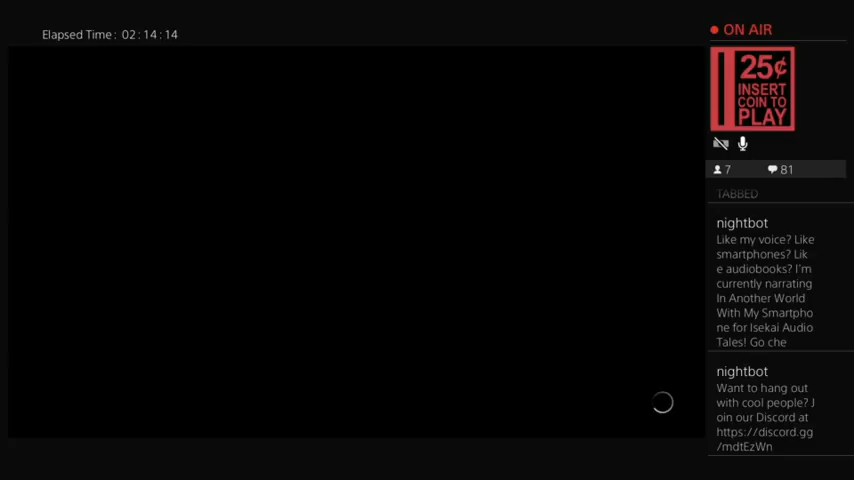 Elapsed Time: 02:14:14
ON AIR
25¢
INSERT
COIN TO
PLAY
7
81
TABBED
nightbot
Like my voice? Like
smartphones? Lik
e audiobooks? I'm
currently narrating
In Another World
With My Smartpho
ne for Isekai Audio
Tales! Go che
nightbot
Want to hang out
with cool people? J
oin our Discord at
https://discord.gg
/mdtEzWn